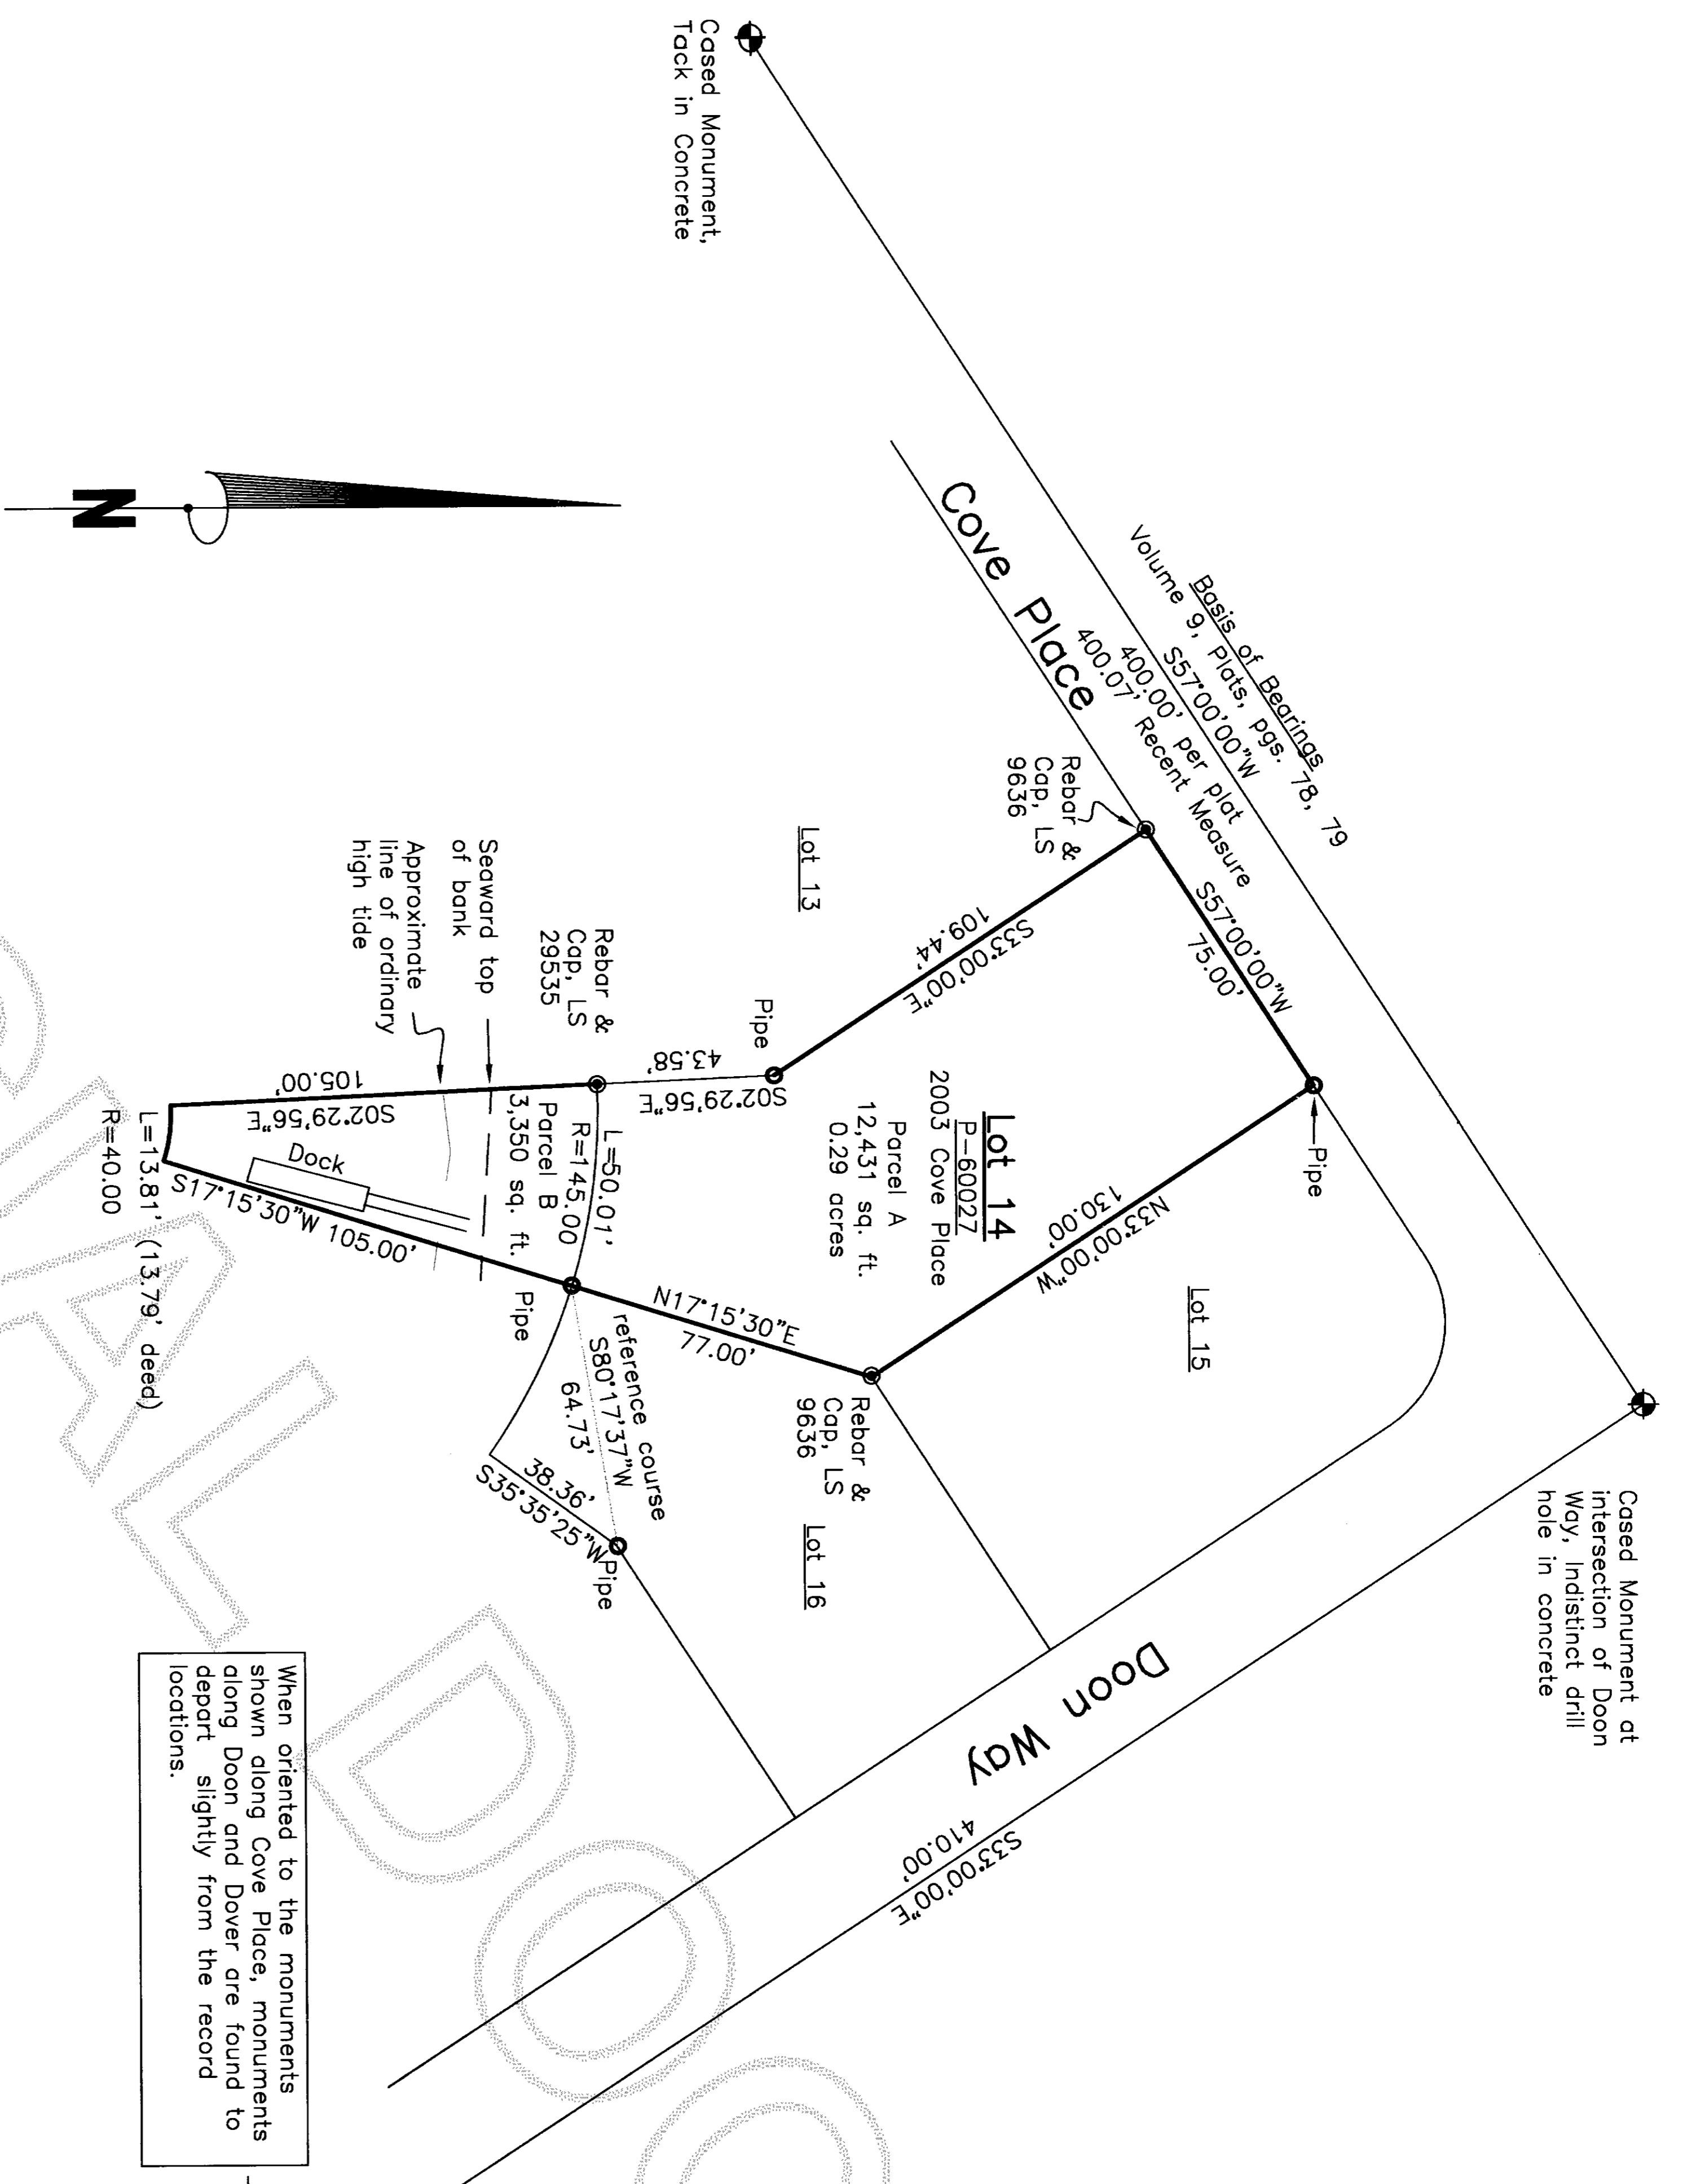 Cased Monument at
intersection of Doon
Way, Indistinct drill
hole in concrete
Basis of Bearings
Volume 9, Plats, pgs. 78, 79
S57°00'00"W
400.00' per plat
400.07' Recent Measure
Cove Place
S57°00'00"W
75.00'
Pipe
Rebar &
Cap, LS
9636
Lot 15
S33°00'00"E
109.44'
N33°00'00"W
130.00'
Doon Way
S33°00'00"E
410.00'
Lot 14
P-60027
2003 Cove Place
Parcel A
12,431 sq. ft.
0.29 acres
Lot 13
Pipe
Rebar &
Cap, LS
9636
Lot 16
N17°15'30"E
77.00'
S02°29'56"E
43.58'
Cased Monument,
Tack in Concrete
Rebar &
Cap, LS
29535
L=50.01'
R=145.00
Parcel B
3,350 sq. ft.
Pipe
reference course
S80°17'37"W
64.73'
38.36'
S35°35'25"W
Pipe
Seaward top
of bank
Approximate
line of ordinary
high tide
S02°29'56"E
105.00'
Dock
S17°15'30"W 105.00'
L=13.81' (13.79' deed)
R=40.00
N
When oriented to the monuments
shown along Cove Place, monuments
along Doon and Dover are found to
depart slightly from the record
locations.